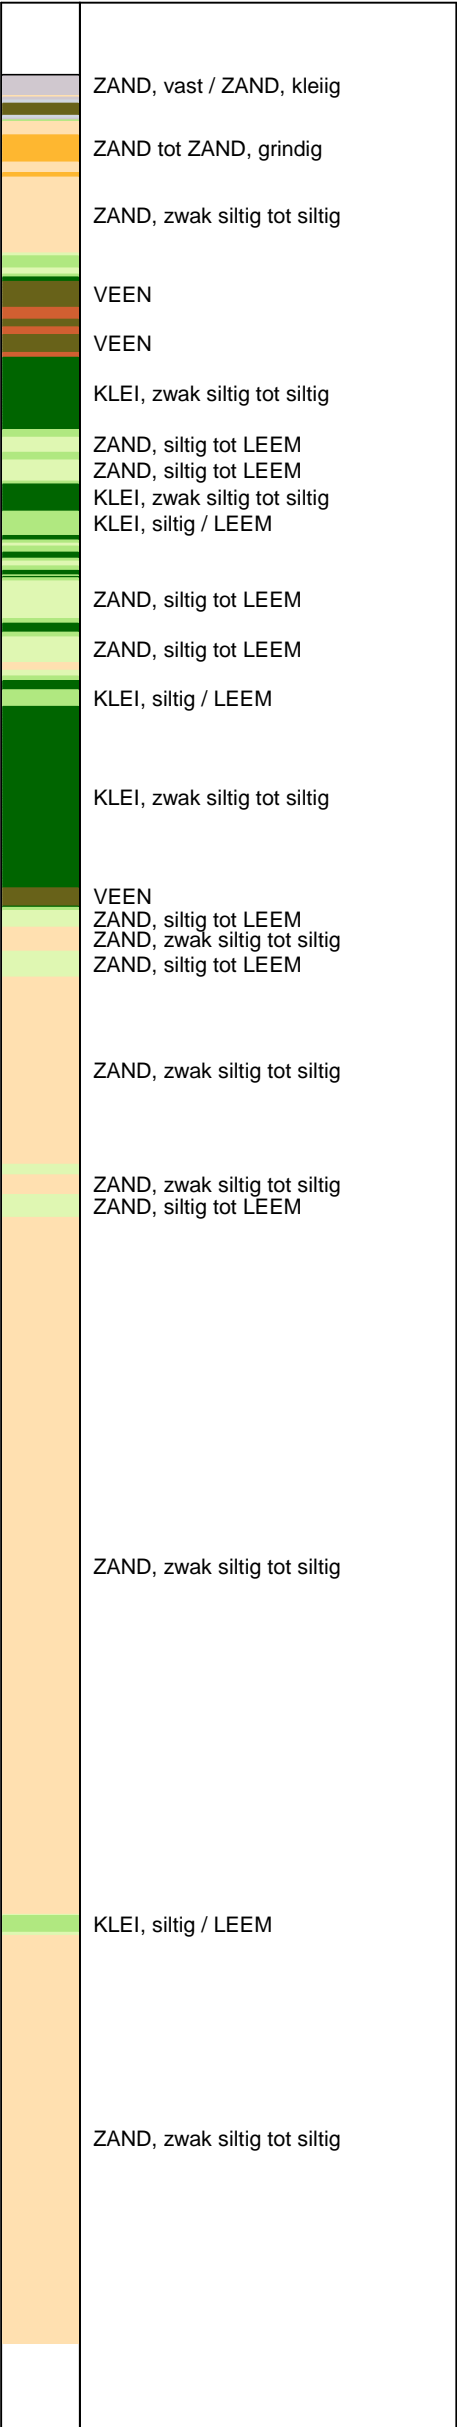 ZAND, vast / ZAND, kleiig
ZAND tot ZAND, grindig
ZAND, zwak siltig tot siltig
VEEN
VEEN
KLEI, zwak siltig tot siltig
ZAND, siltig tot LEEM
ZAND, siltig tot LEEM
KLEI, zwak siltig tot siltig
KLEI, siltig / LEEM
ZAND, siltig tot LEEM
ZAND, siltig tot LEEM
KLEI, siltig / LEEM
KLEI, zwak siltig tot siltig
VEEN
ZAND, siltig tot LEEM
ZAND, zwak siltig tot siltig
ZAND, siltig tot LEEM
ZAND, zwak siltig tot siltig
ZAND, zwak siltig tot siltig
ZAND, siltig tot LEEM
ZAND, zwak siltig tot siltig
KLEI, siltig / LEEM
ZAND, zwak siltig tot siltig